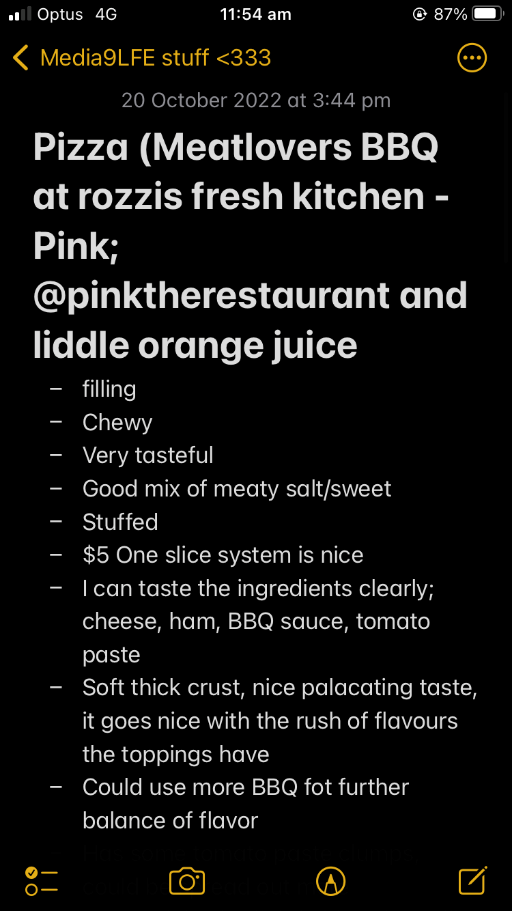 Optus 4G 11:54 am 87%
Media9LFE stuff <333
20 October 2022 at 3:44 pm
Pizza (Meatlovers BBQ
at rozzis fresh kitchen -
Pink;
@pinktherestaurant and
liddle orange juice
– filling
– Chewy
– Very tasteful
– Good mix of meaty salt/sweet
– Stuffed
– $5 One slice system is nice
– I can taste the ingredients clearly;
cheese, ham, BBQ sauce, tomato
paste
– Soft thick crust, nice palacating taste,
it goes nice with the rush of flavours
the toppings have
– Could use more BBQ fot further
balance of flavor